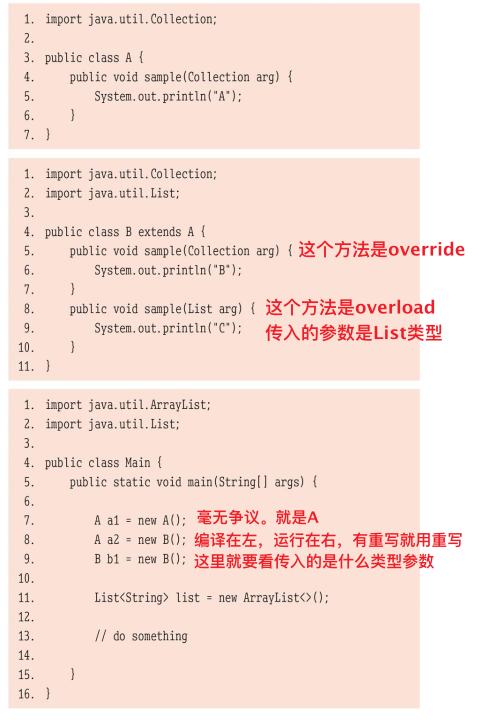 1. import java.util.Collection;
2.
3. public class A {
4.     public void sample(Collection arg) {
5.         System.out.println("A");
6.     }
7. }
1. import java.util.Collection;
2. import java.util.List;
3.
4. public class B extends A {
5.     public void sample(Collection arg) { 这个方法是override
6.         System.out.println("B");
7.     }
8.     public void sample(List arg) { 这个方法是overload
9.         System.out.println("C"); 传入的参数是List类型
10.     }
11. }
1. import java.util.ArrayList;
2. import java.util.List;
3.
4. public class Main {
5.     public static void main(String[] args) {
6.
7.         A a1 = new A(); 毫无争议。就是A
8.         A a2 = new B(); 编译在左，运行在右，有重写就用重写
9.         B b1 = new B(); 这里就要看传入的是什么类型参数
10.
11.         List<String> list = new ArrayList<>();
12.
13.         // do something
14.
15.     }
16. }